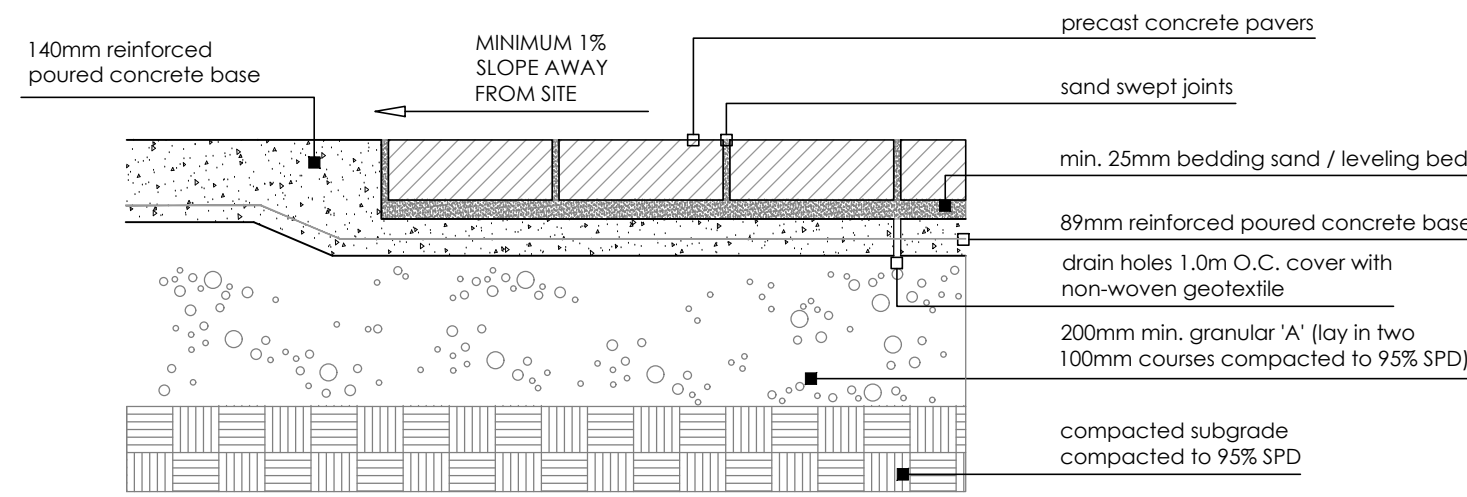 140mm reinforced
poured concrete base
MINIMUM 1%
SLOPE AWAY
FROM SITE
precast concrete pavers
sand swept joints
min. 25mm bedding sand / leveling bed
89mm reinforced poured concrete base
drain holes 1.0m O.C. cover with
non-woven geotextile
200mm min. granular 'A' (lay in two
100mm courses compacted to 95% SPD)
compacted subgrade
compacted to 95% SPD